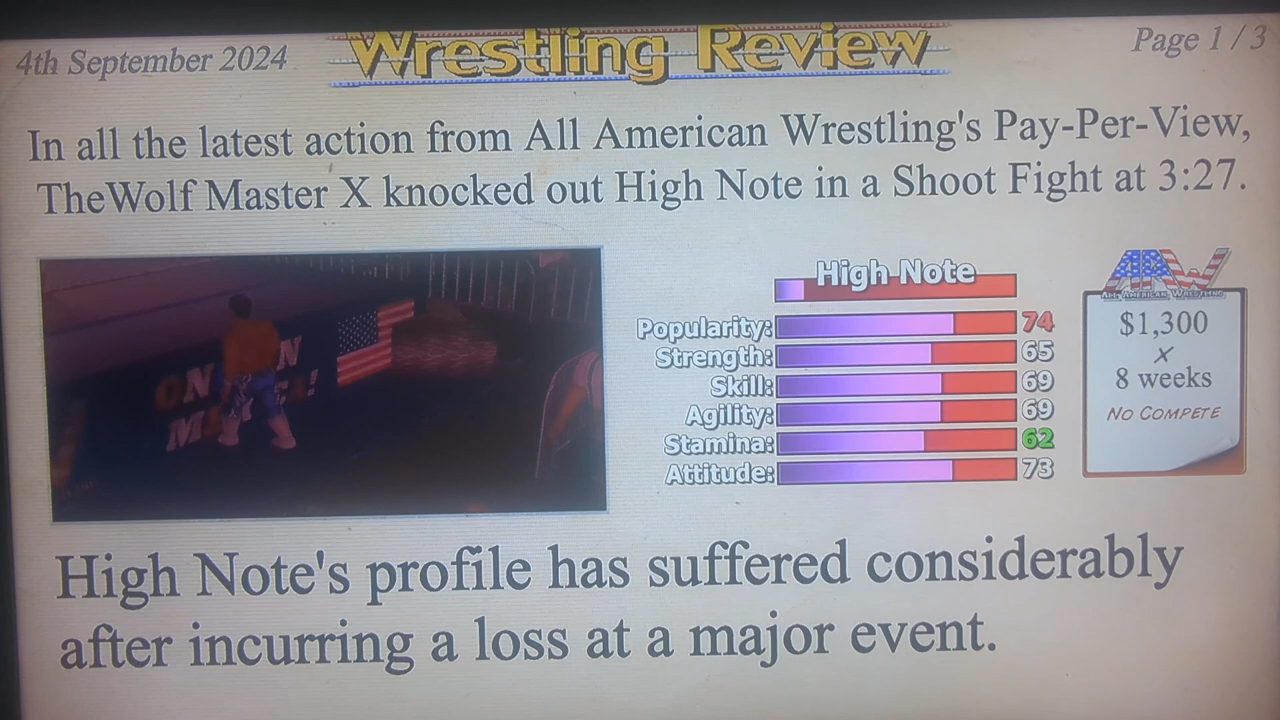 4th September 2024
Wrestling Review
Page 1 / 3
In all the latest action from All American Wrestling's Pay-Per-View,
TheWolf Master X knocked out High Note in a Shoot Fight at 3:27.
High Note
Popularity: 74
Strength: 65
Skill: 69
Agility: 69
Stamina: 62
Attitude: 73
AAW
ALL AMERICAN WRESTLING
$1,300
x
8 weeks
NO COMPETE
High Note's profile has suffered considerably
after incurring a loss at a major event.